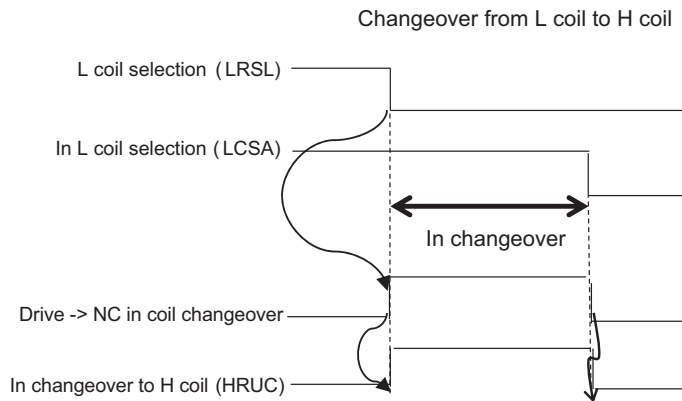 Changeover from L coil to H coil
L coil selection (LRSL)
In L coil selection (LCSA)
In changeover
Drive -> NC in coil changeover
In changeover to H coil (HRUC)